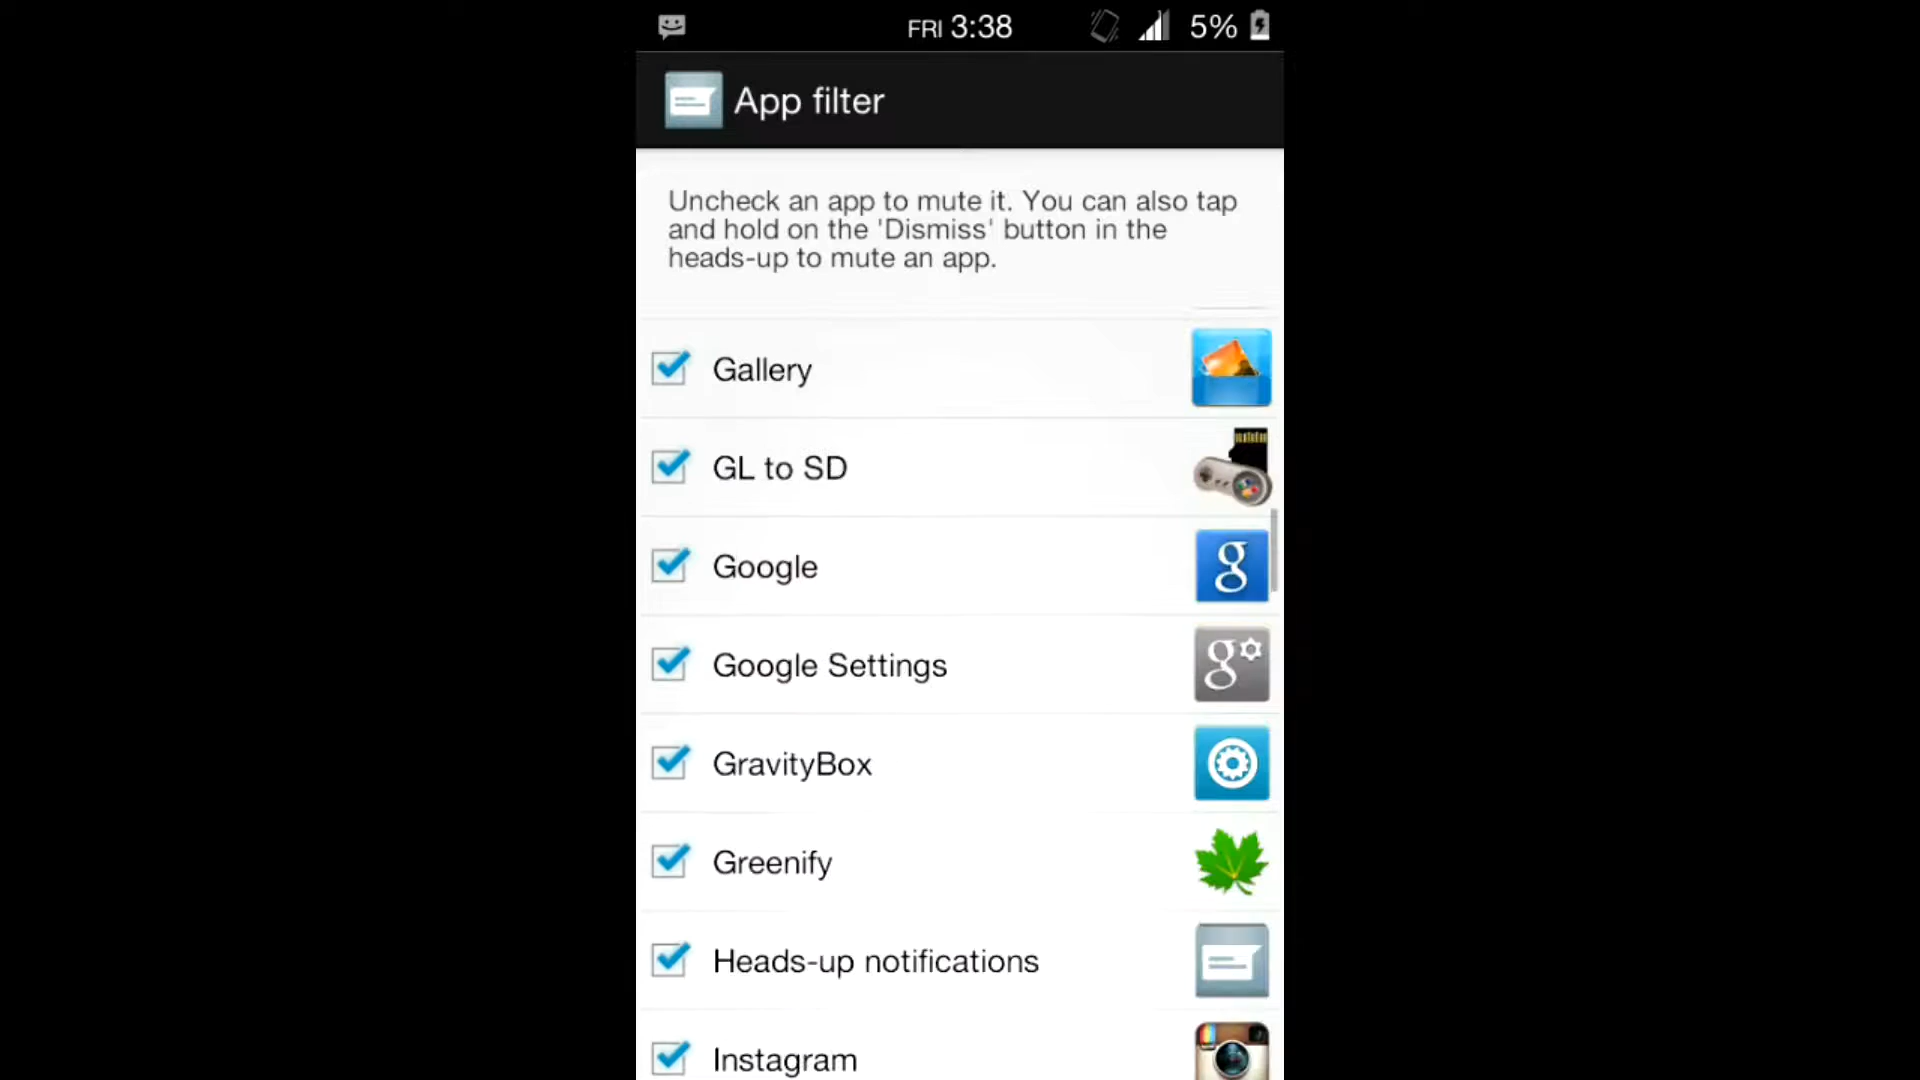 FRI 3:38 5%
App filter
Uncheck an app to mute it. You can also tap
and hold on the 'Dismiss' button in the
heads-up to mute an app.
Gallery
GL to SD
Google
g
Google Settings
g
GravityBox
Greenify
Heads-up notifications
Instagram